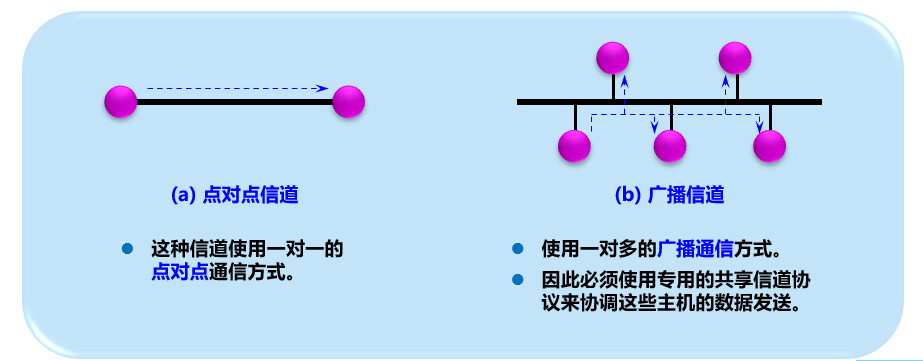 (a) 点对点信道
这种信道使用一对一的
点对点通信方式。
(b) 广播信道
使用一对多的广播通信方式。
因此必须使用专用的共享信道协
议来协调这些主机的数据发送。